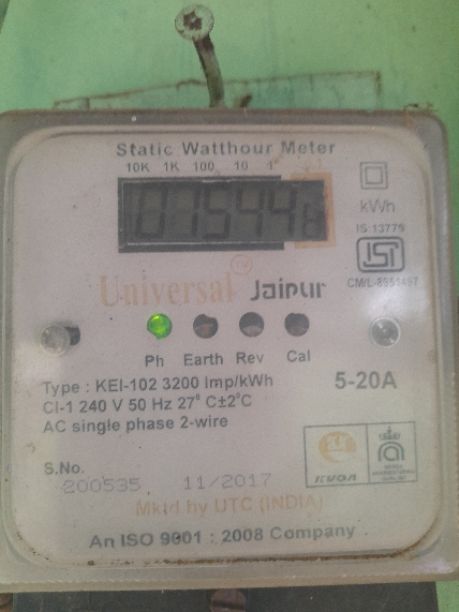 Static Watthour Meter
10K 1K 100 10 1
kWh
IS:13779
CM/L-8551497
Universal Jaipur
Ph Earth Rev Cal
Type : KEI-102 3200 Imp/kWh
5-20A
Cl-1 240 V 50 Hz 27° C±2°C
AC single phase 2-wire
S.No.
200535 11/2017
Mktd by UTC (INDIA)
An ISO 9001 : 2008 Company